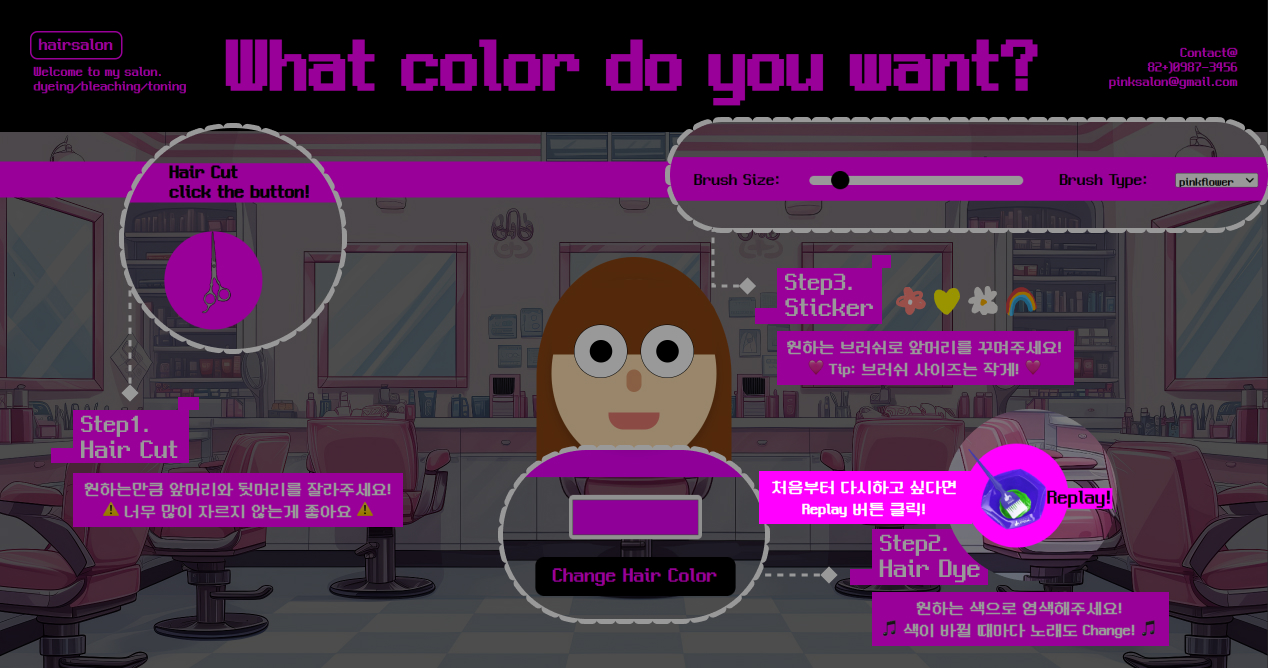 hairsalon
Welcome to my salon.
dyeing/bleaching/toning
What color do you want?
Contact@
82+)0987-3456
pinksalon@gmail.com
Hair Cut
click the button!
Brush Size:
Brush Type:
pinkflower
Step3.
Sticker
원하는 브러쉬로 앞머리를 꾸며주세요!
Tip: 브러쉬 사이즈는 작게!
Step1.
Hair Cut
원하는만큼 앞머리와 뒷머리를 잘라주세요!
너무 많이 자르지 않는게 좋아요
처음부터 다시하고 싶다면
Replay 버튼 클릭!
Replay!
Step2.
Hair Dye
Change Hair Color
원하는 색으로 염색해주세요!
색이 바뀔 때마다 노래도 Change!